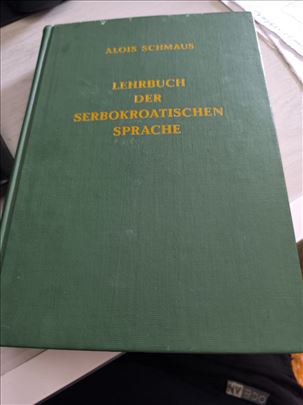 ALOIS SCHMAUS
LEHRBUCH
DER
SERBOKROATISCHEN
SPRACHE